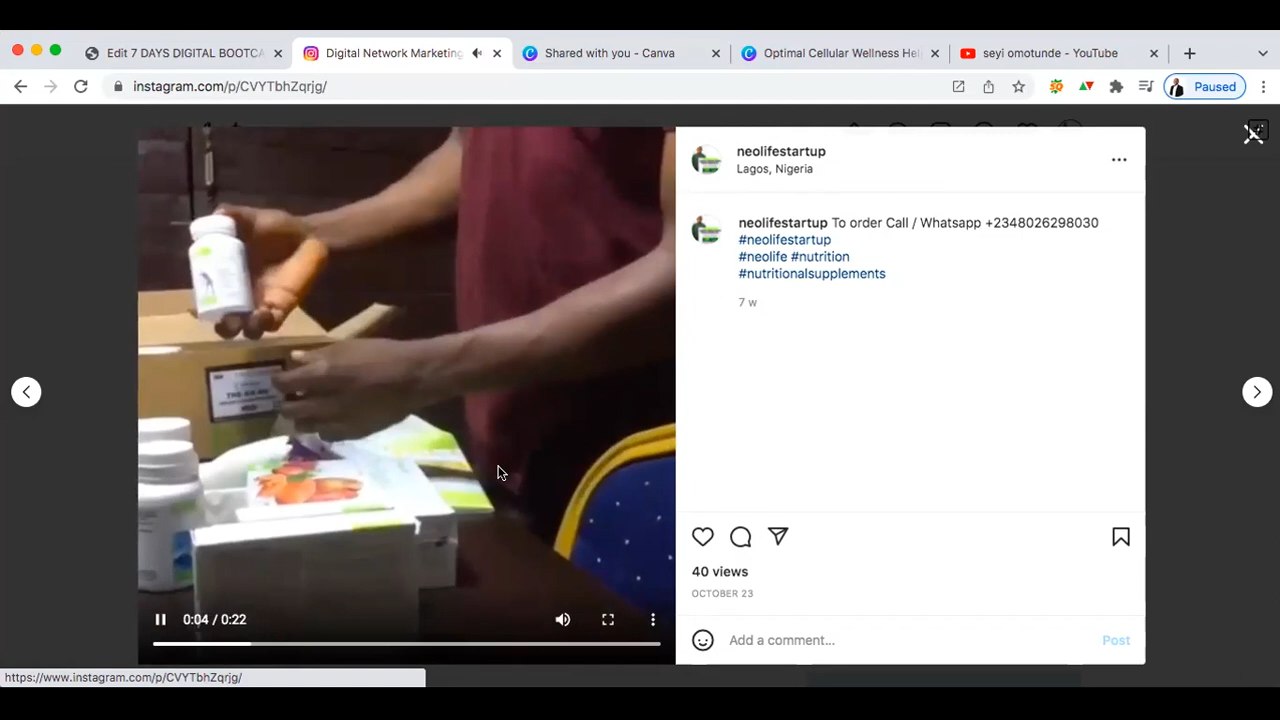 Edit 7 DAYS DIGITAL BOOTCA
Digital Network Marketing
Shared with you - Canva
Optimal Cellular Wellness Hel
seyi omotunde - YouTube
instagram.com/p/CVYTbhZqrjg/
Paused
neolifestartup
Lagos, Nigeria
neolifestartup To order Call / Whatsapp +2348026298030
#neolifestartup
#neolife #nutrition
#nutritionalsupplements
7 w
40 views
OCTOBER 23
0:04 / 0:22
Add a comment...
Post
https://www.instagram.com/p/CVYTbhZqrjg/